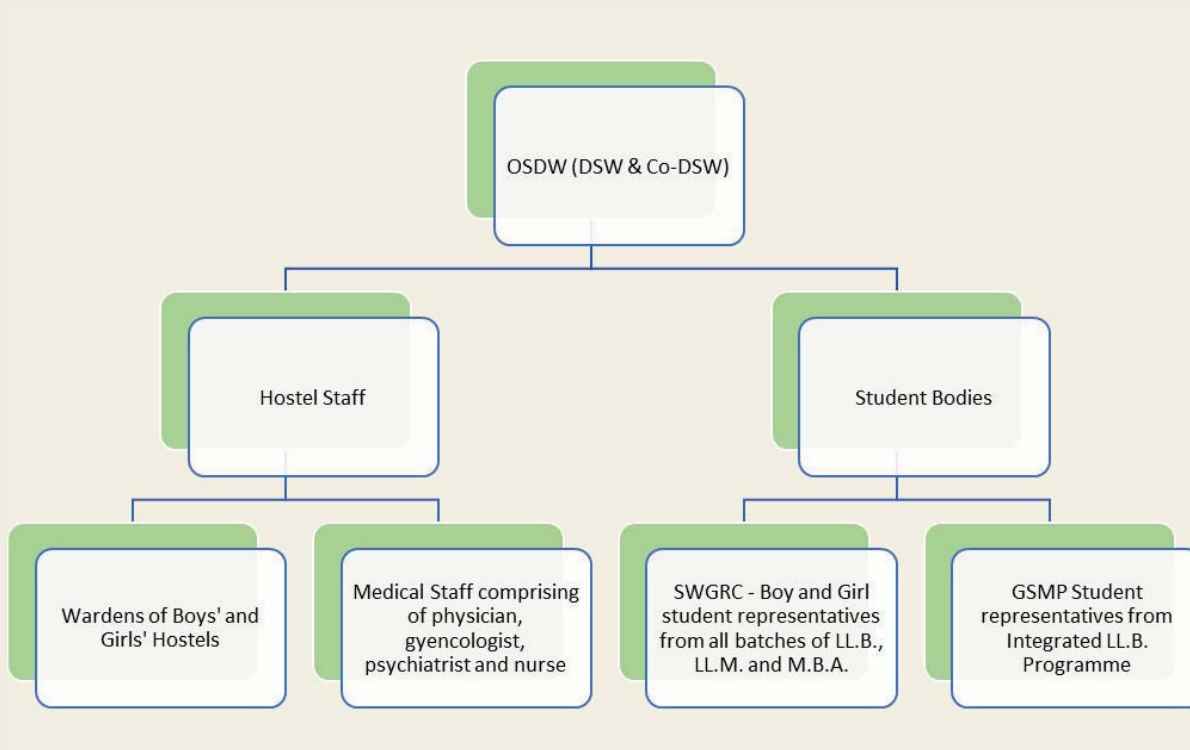 OSDW (DSW & Co-DSW)
Hostel Staff
Student Bodies
Wardens of Boys' and
Girls' Hostels
Medical Staff comprising
of physician,
gyencologist,
psychiatrist and nurse
SWGRC - Boy and Girl
student representatives
from all batches of LL.B.,
LL.M. and M.B.A.
GSMP Student
representatives from
Integrated LL.B.
Programme